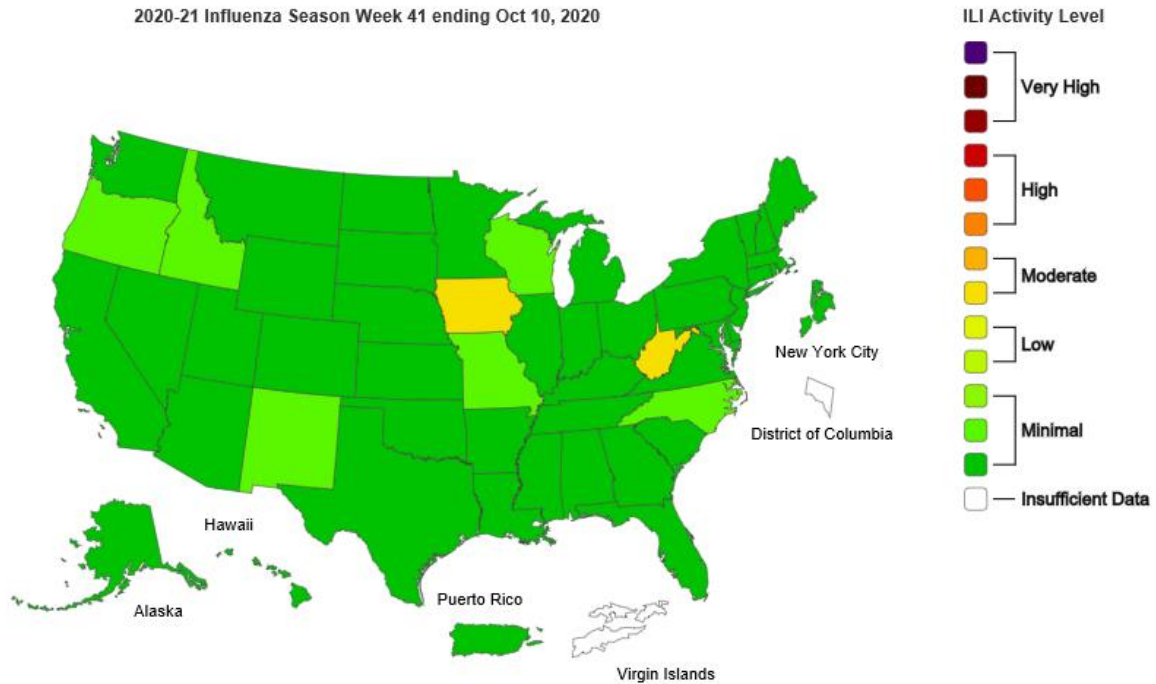 2020-21 Influenza Season Week 41 ending Oct 10, 2020
ILI Activity Level
Very High
High
Moderate
Low
Minimal
Insufficient Data
New York City
District of Columbia
Hawaii
Alaska
Puerto Rico
Virgin Islands